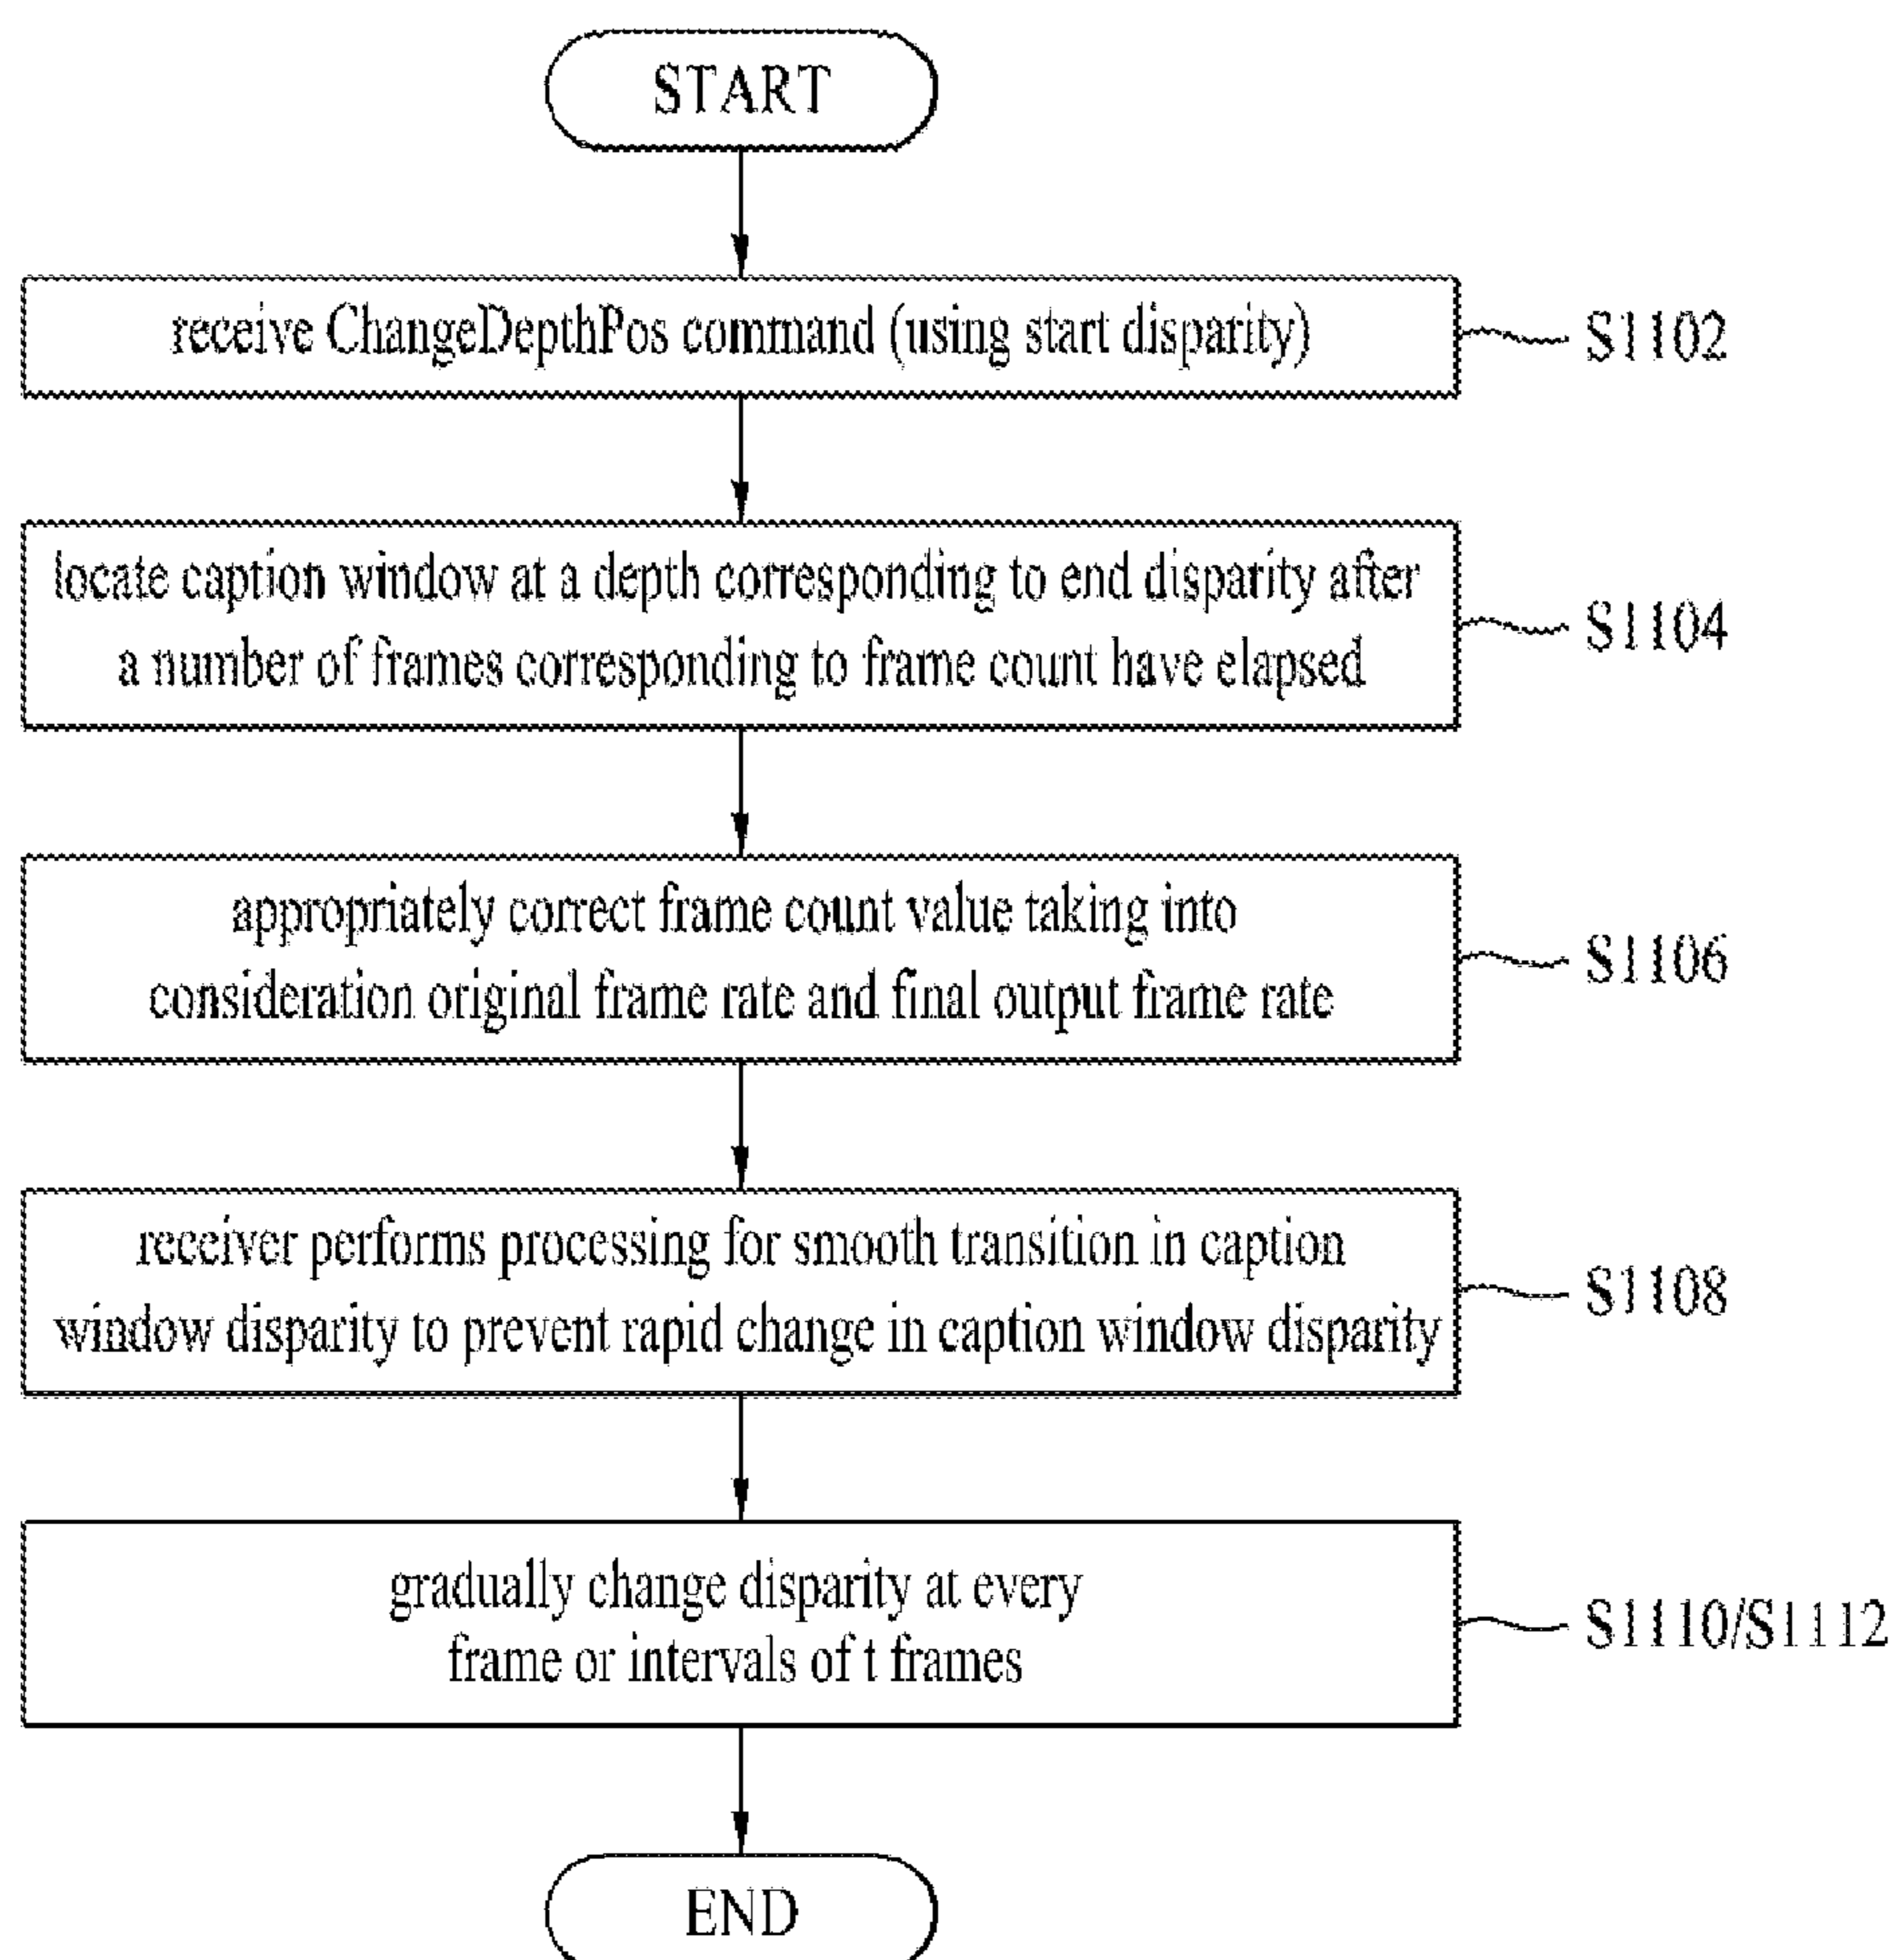 START
receive ChangeDepthPos command (using start disparity)
S1102
locate caption window at a depth corresponding to end disparity after
a number of frames corresponding to frame count have elapsed
S1104
appropriately correct frame count value taking into
consideration original frame rate and final output frame rate
S1106
receiver performs processing for smooth transition in caption
window disparity to prevent rapid change in caption window disparity
S1108
gradually change disparity at every
frame or intervals of t frames
S1110/S1112
END